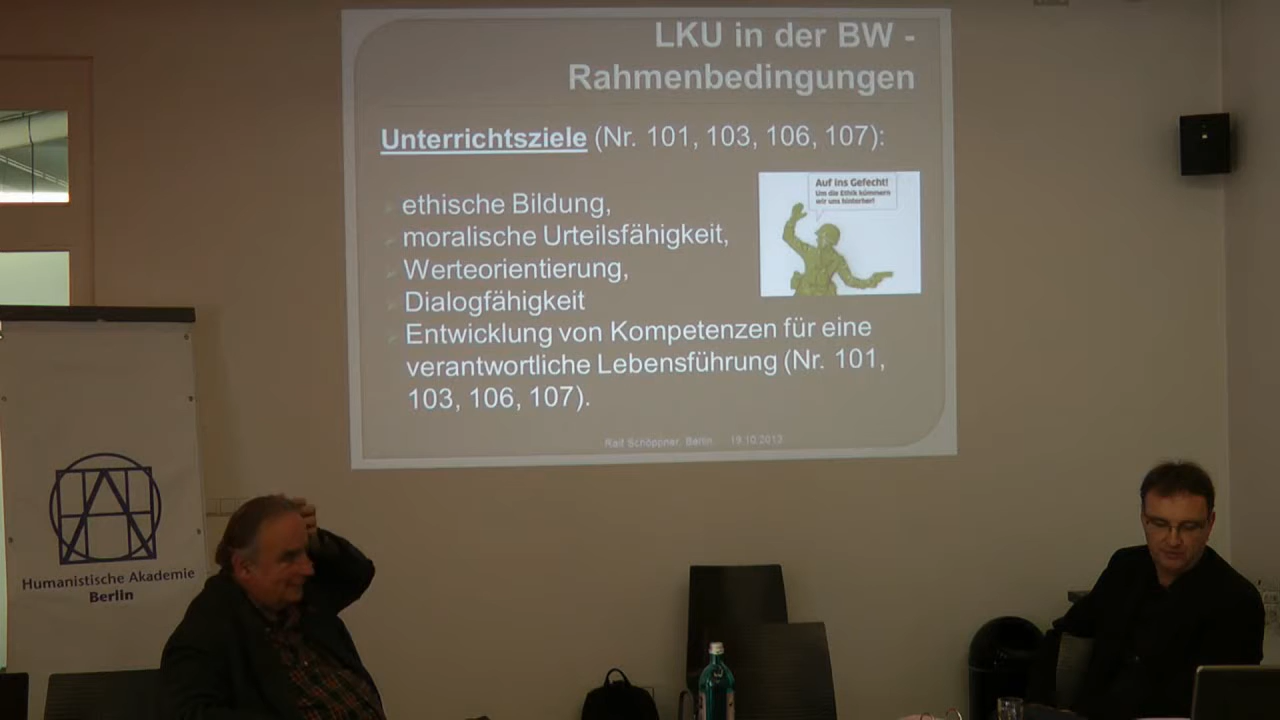 LKU in der BW -
Rahmenbedingungen
Unterrichtsziele (Nr. 101, 103, 106, 107):
Auf ins Gefecht!
Um die Ethik kümmern
wir uns hinterher!
ethische Bildung,
moralische Urteilsfähigkeit,
Werteorientierung,
Dialogfähigkeit
Entwicklung von Kompetenzen für eine
verantwortliche Lebensführung (Nr. 101,
103, 106, 107).
Ralf Schöppner, Berlin 19.10.2013
Humanistische Akademie
Berlin